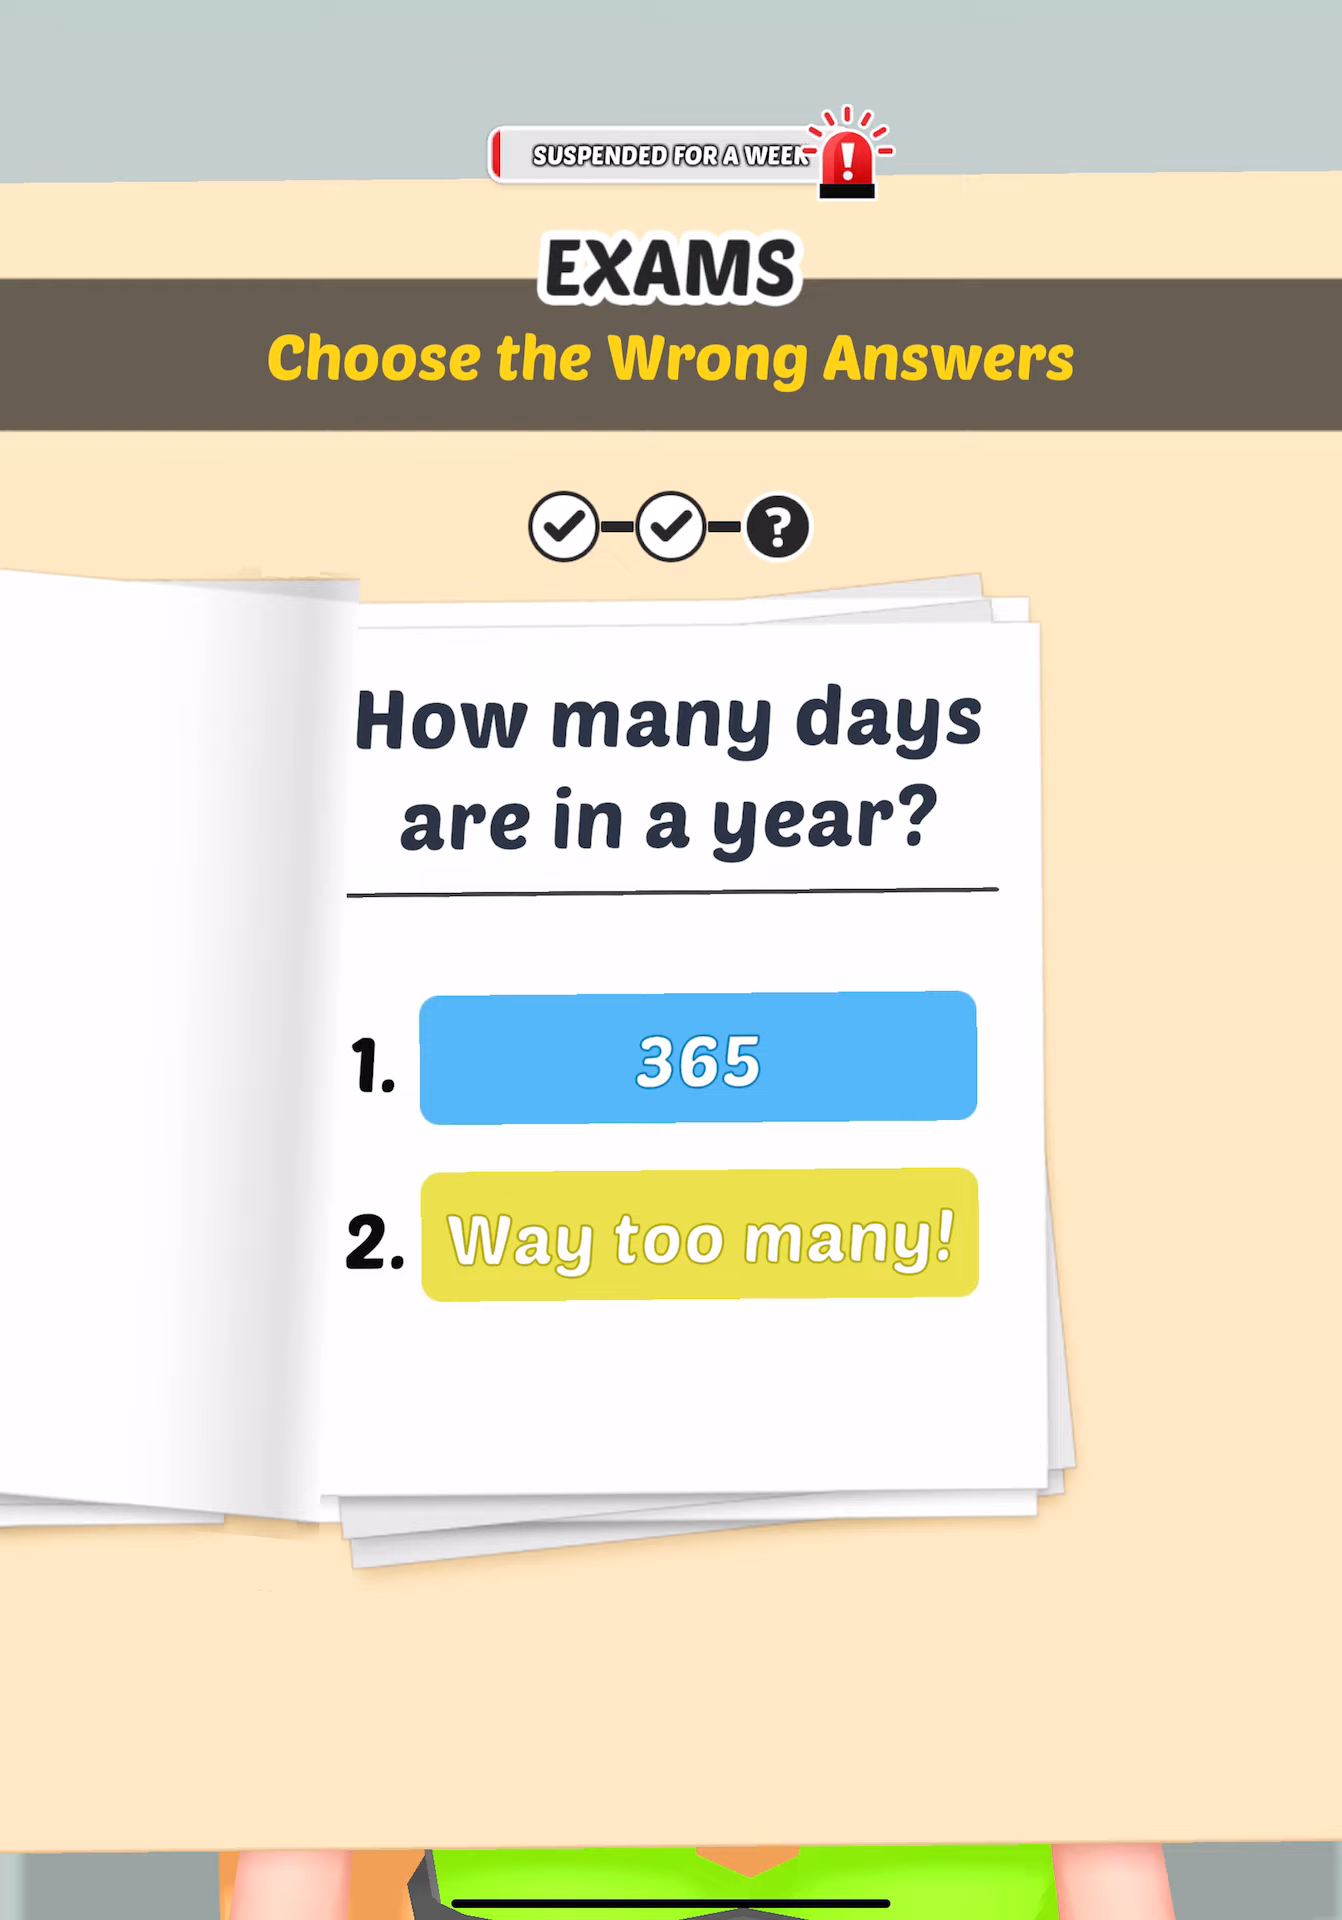 SUSPENDED FOR A WEEK
EXAMS
Choose the Wrong Answers
?
How many days
are in a year?
1. 365
2. Way too many!